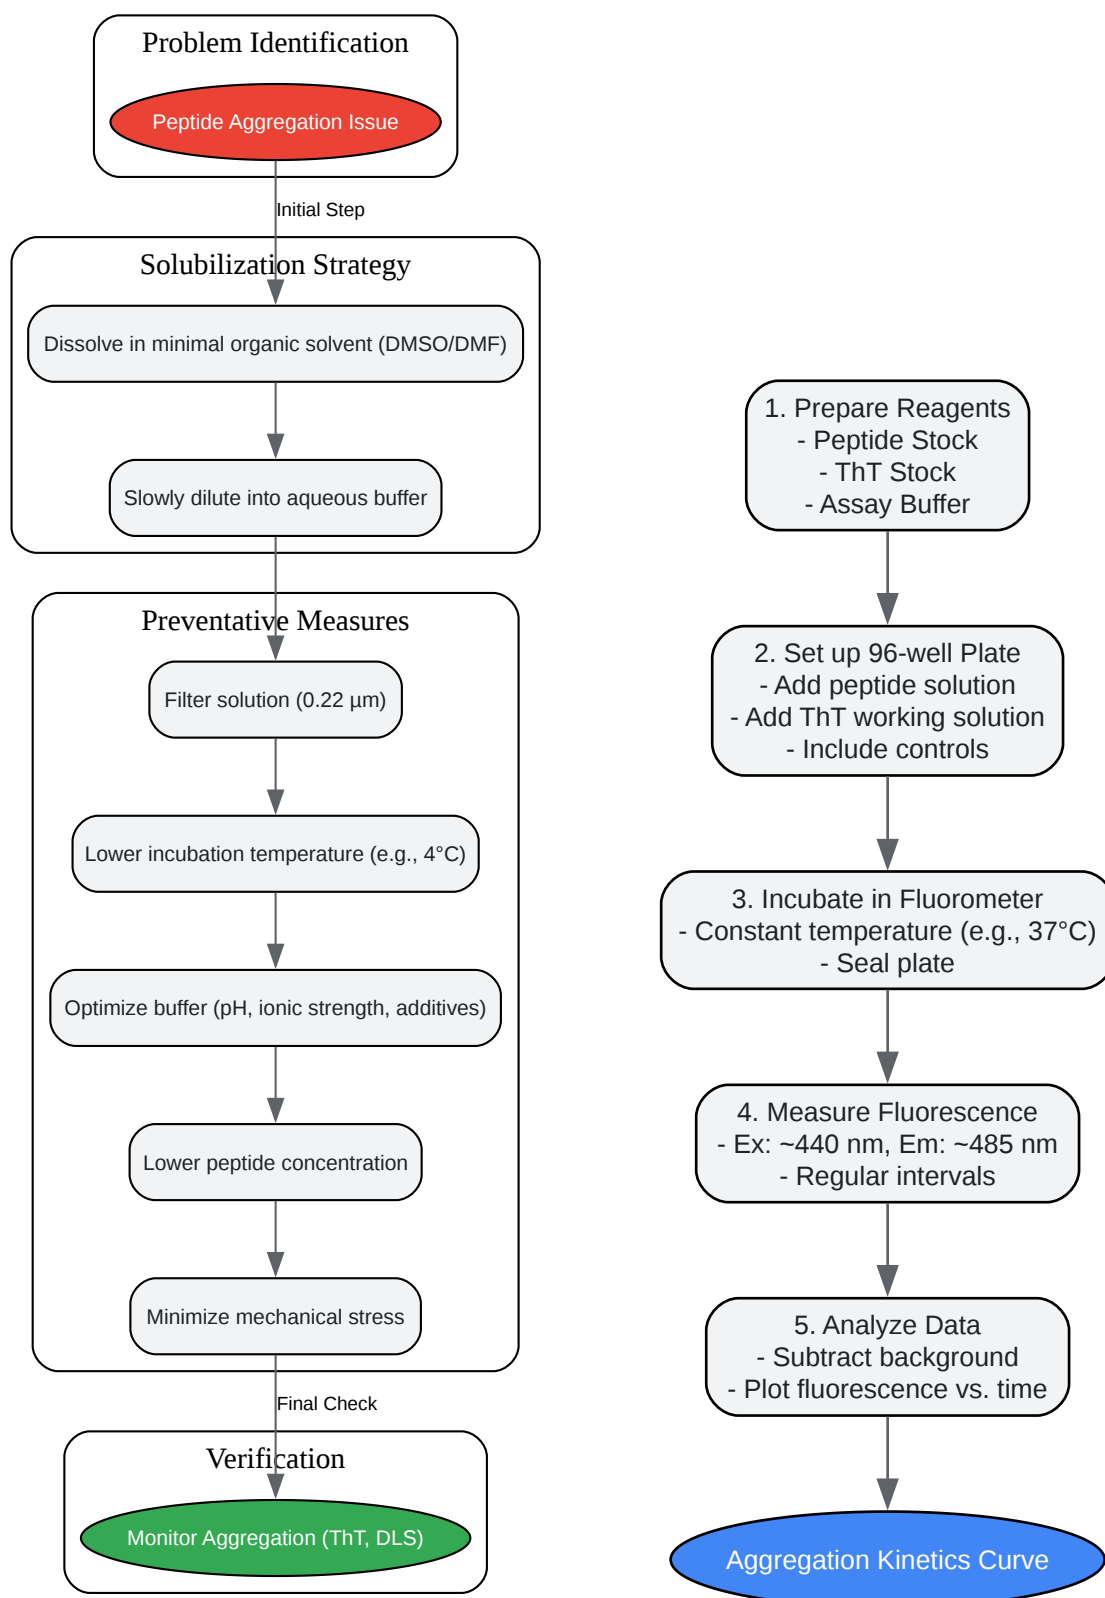 Problem Identification
Peptide Aggregation Issue
Initial Step
Solubilization Strategy
Dissolve in minimal organic solvent (DMSO/DMF)
Slowly dilute into aqueous buffer
Preventative Measures
Filter solution (0.22 µm)
Lower incubation temperature (e.g., 4°C)
Optimize buffer (pH, ionic strength, additives)
Lower peptide concentration
Minimize mechanical stress
Final Check
Verification
Monitor Aggregation (ThT, DLS)
1. Prepare Reagents
- Peptide Stock
- ThT Stock
- Assay Buffer
2. Set up 96-well Plate
- Add peptide solution
- Add ThT working solution
- Include controls
3. Incubate in Fluorometer
- Constant temperature (e.g., 37°C)
- Seal plate
4. Measure Fluorescence
- Ex: ~440 nm, Em: ~485 nm
- Regular intervals
5. Analyze Data
- Subtract background
- Plot fluorescence vs. time
Aggregation Kinetics Curve